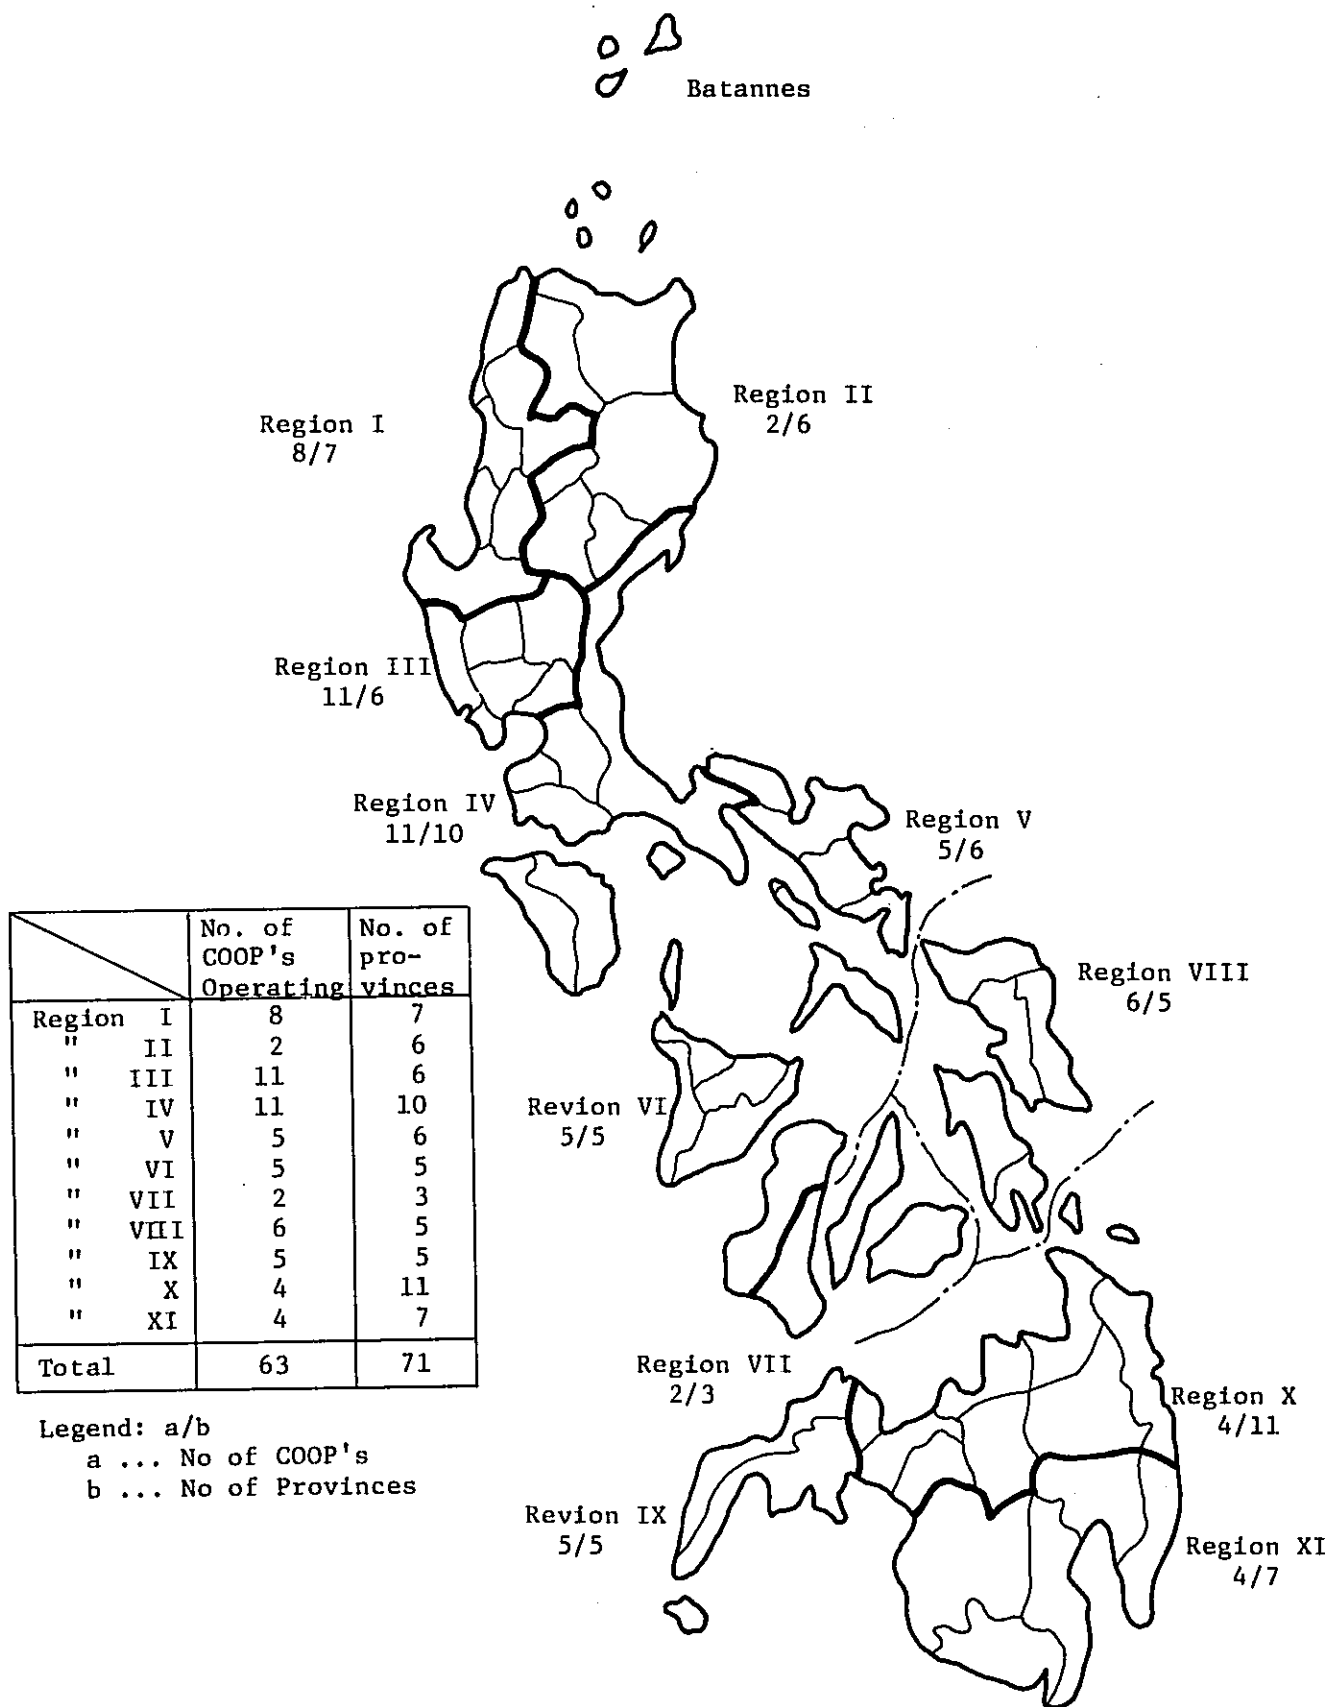 Batannes
Region II
2/6
Region I
8/7
Region III
11/6
Region IV
11/10
Region V
5/6
Region VIII
6/5
Revion VI
5/5
Region VII
2/3
Region X
4/11
Revion IX
5/5
Region XI
4/7
No. of COOP's Operating No. of pro-vinces
Region I 8 7
" II 2 6
" III 11 6
" IV 11 10
" V 5 6
" VI 5 5
" VII 2 3
" VIII 6 5
" IX 5 5
" X 4 11
" XI 4 7
Total 63 71
Legend: a/b
a ... No of COOP's
b ... No of Provinces